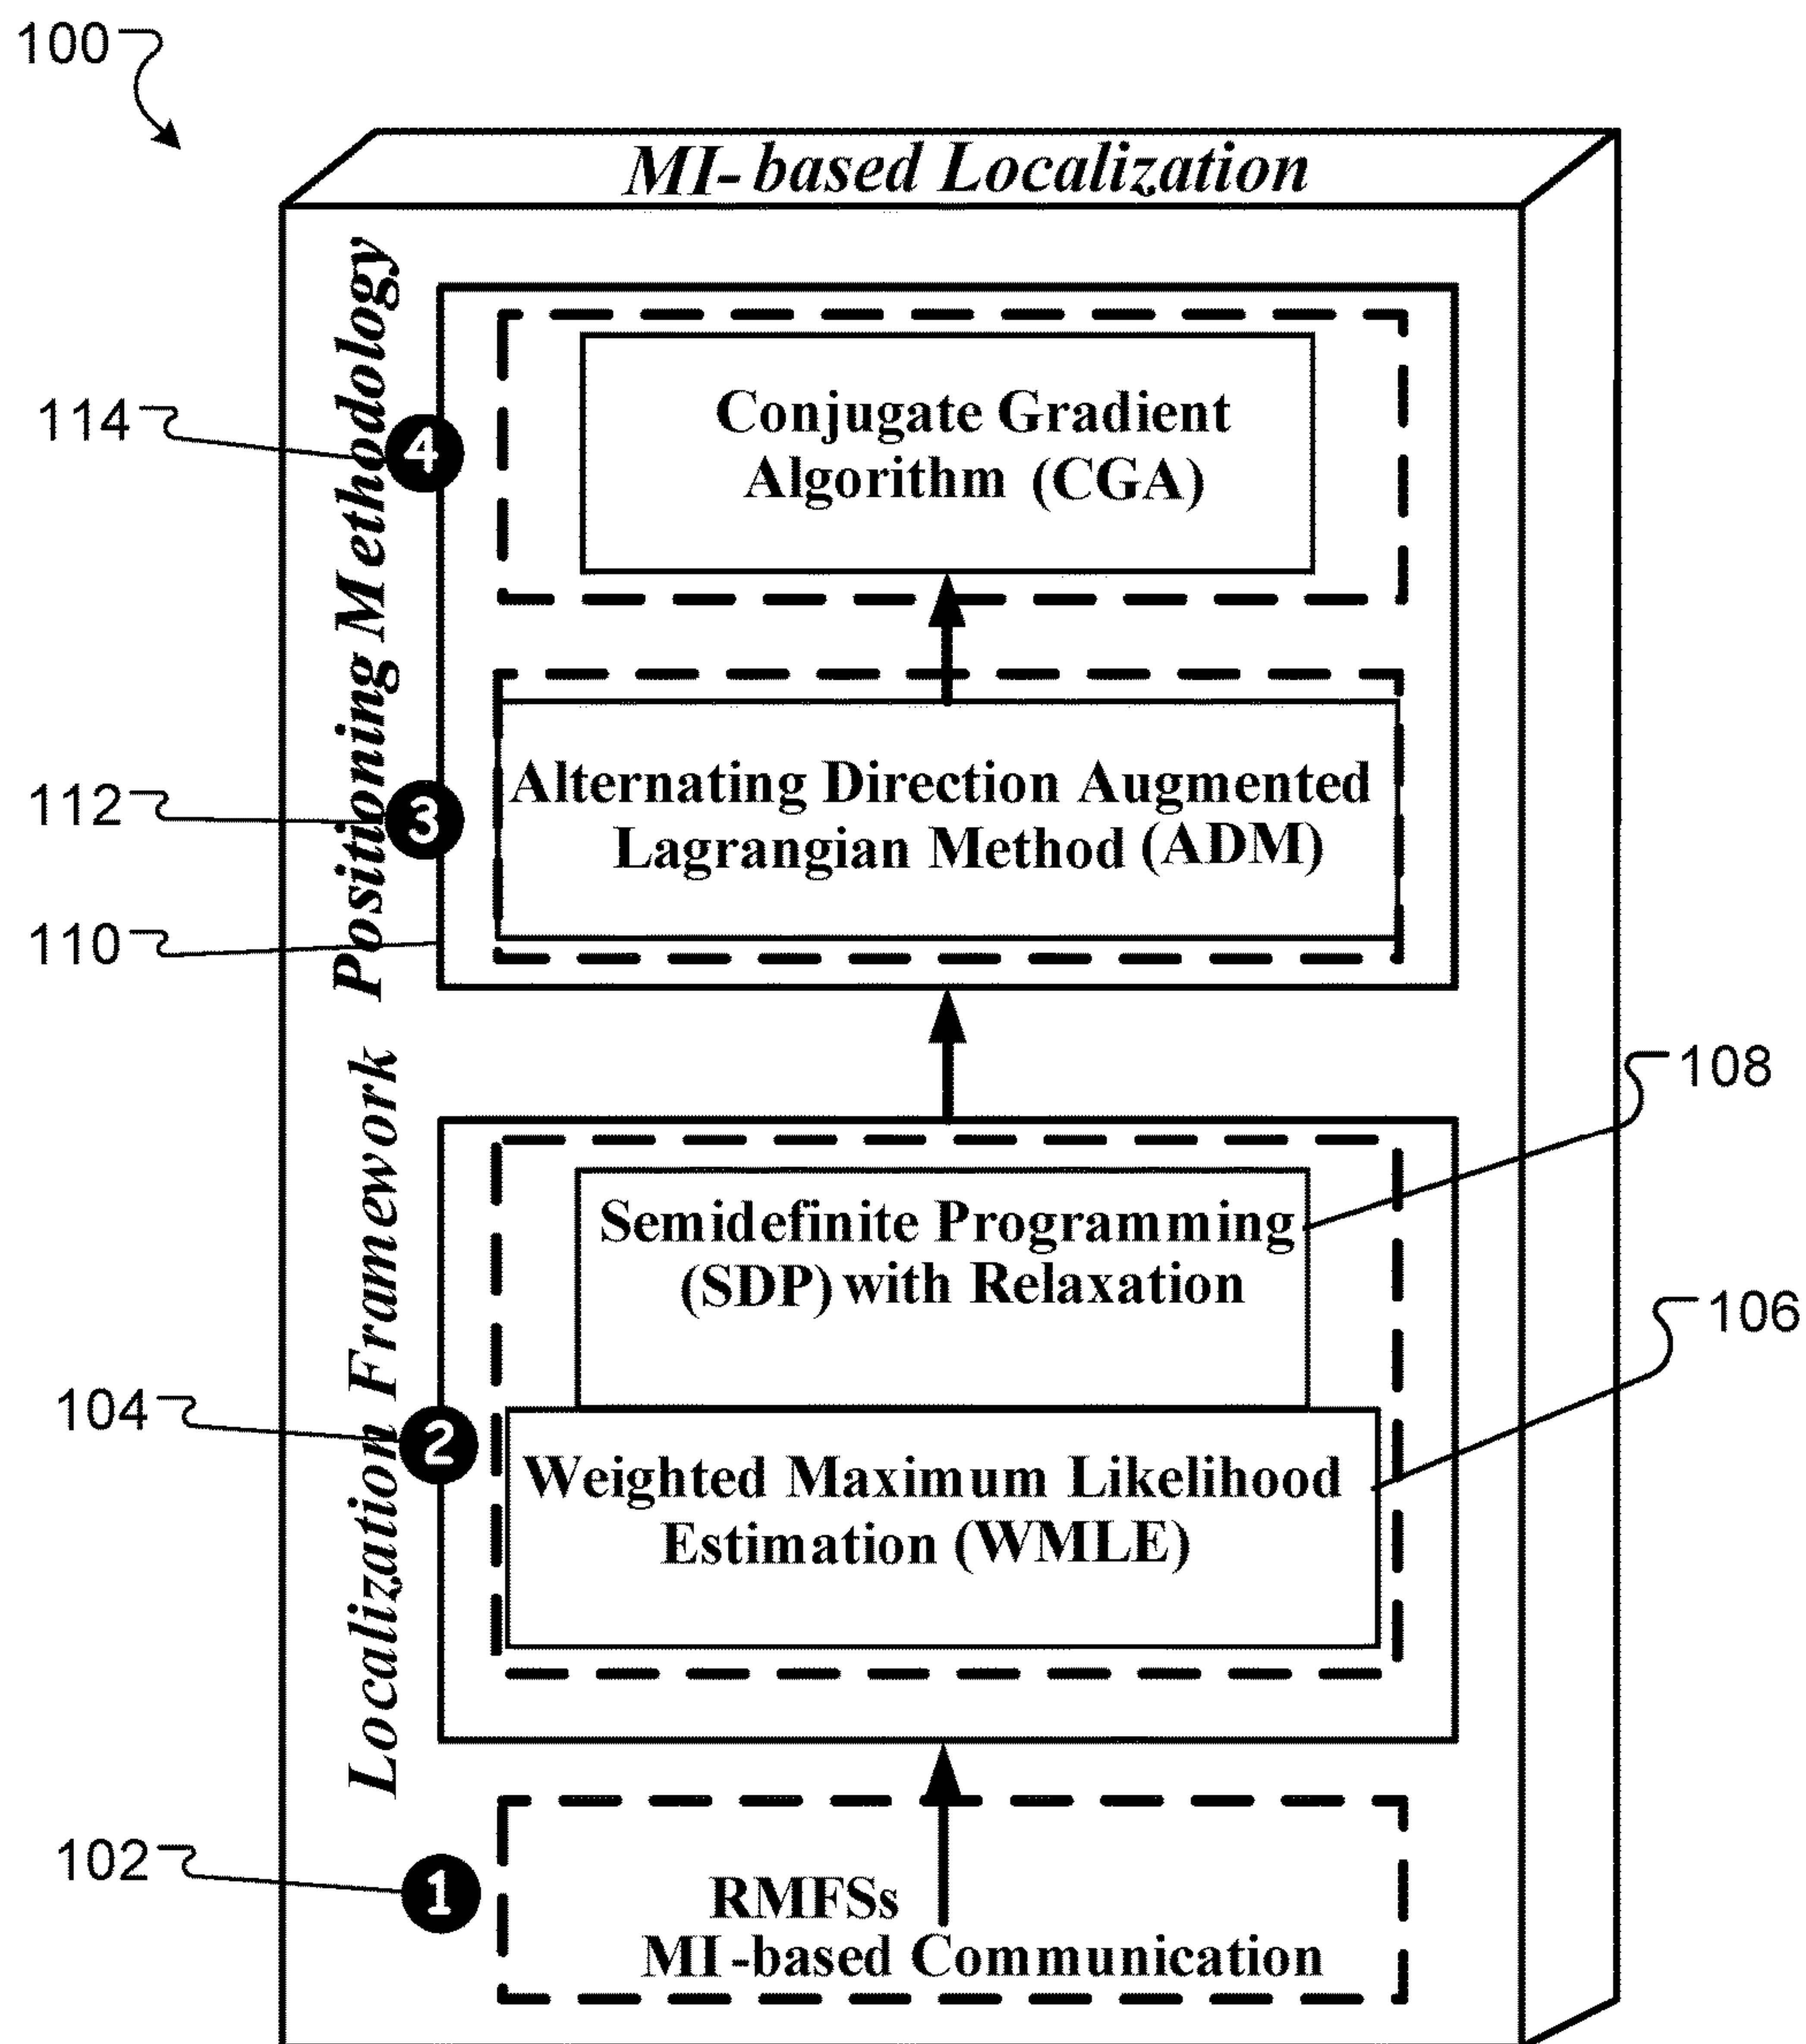 100
MI-based Localization
Positioning Methodology
114
4
Conjugate Gradient
Algorithm (CGA)
112
3
Alternating Direction Augmented
Lagrangian Method (ADM)
110
Localization Framework
108
Semidefinite Programming
(SDP) with Relaxation
106
104
2
Weighted Maximum Likelihood
Estimation (WMLE)
102
1
RMFSs
MI-based Communication